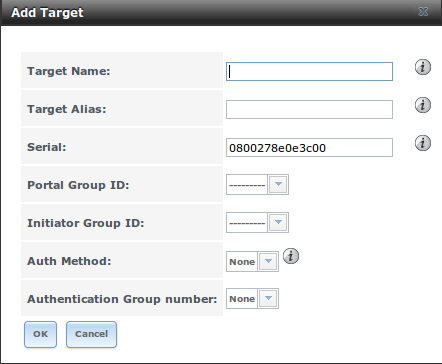 Add Target
Target Name:
Target Alias:
Serial: 0800278e0e3c00
Portal Group ID: ---------
Initiator Group ID: ---------
Auth Method: None
Authentication Group number: None
OK Cancel